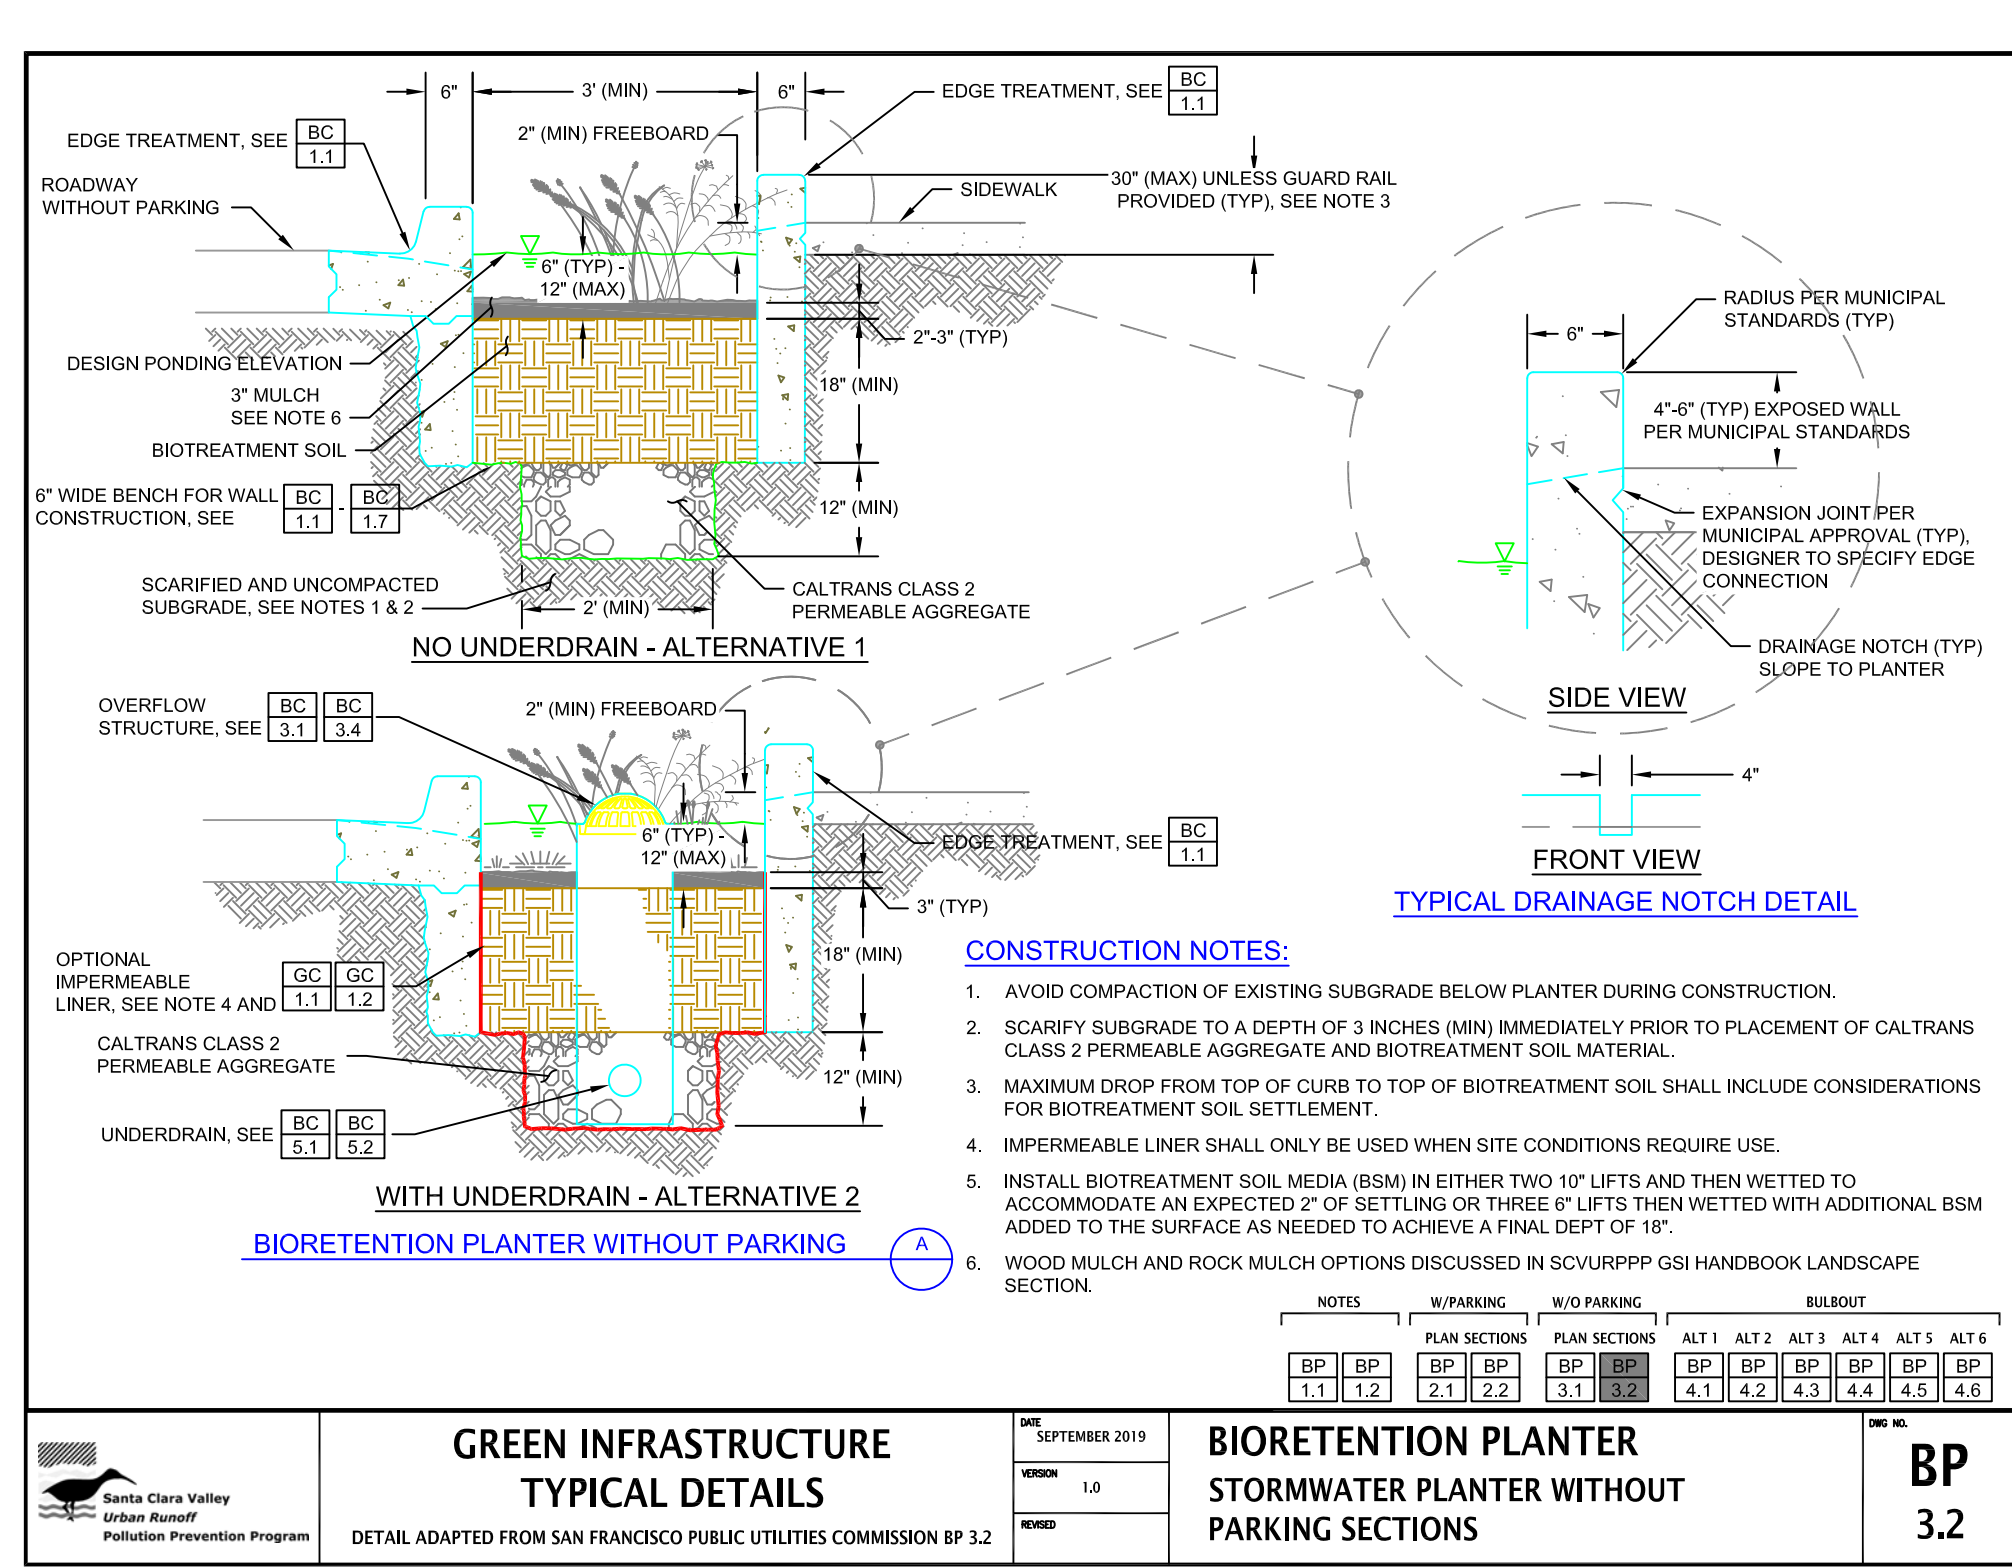 6"
3' (MIN)
6"
EDGE TREATMENT, SEE
BC
1.1
2" (MIN) FREEBOARD
EDGE TREATMENT, SEE
BC
1.1
ROADWAY
WITHOUT PARKING
SIDEWALK
30" (MAX) UNLESS GUARD RAIL
PROVIDED (TYP), SEE NOTE 3
6" (TYP) -
12" (MAX)
2"-3" (TYP)
DESIGN PONDING ELEVATION
18" (MIN)
3" MULCH
SEE NOTE 6
BIOTREATMENT SOIL
6" WIDE BENCH FOR WALL
CONSTRUCTION, SEE
BC
1.1
-
BC
1.7
12" (MIN)
SCARIFIED AND UNCOMPACTED
SUBGRADE, SEE NOTES 1 & 2
2' (MIN)
CALTRANS CLASS 2
PERMEABLE AGGREGATE
NO UNDERDRAIN - ALTERNATIVE 1
RADIUS PER MUNICIPAL
STANDARDS (TYP)
6"
4"-6" (TYP) EXPOSED WALL
PER MUNICIPAL STANDARDS
EXPANSION JOINT PER
MUNICIPAL APPROVAL (TYP),
DESIGNER TO SPECIFY EDGE
CONNECTION
DRAINAGE NOTCH (TYP)
SLOPE TO PLANTER
SIDE VIEW
4"
FRONT VIEW
TYPICAL DRAINAGE NOTCH DETAIL
OVERFLOW
STRUCTURE, SEE
BC
3.1
BC
3.4
2" (MIN) FREEBOARD
6" (TYP) -
12" (MAX)
EDGE TREATMENT, SEE
BC
1.1
3" (TYP)
18" (MIN)
OPTIONAL
IMPERMEABLE
LINER, SEE NOTE 4 AND
GC
1.1
GC
1.2
CALTRANS CLASS 2
PERMEABLE AGGREGATE
12" (MIN)
UNDERDRAIN, SEE
BC
5.1
BC
5.2
WITH UNDERDRAIN - ALTERNATIVE 2
BIORETENTION PLANTER WITHOUT PARKING
A
CONSTRUCTION NOTES:
1. AVOID COMPACTION OF EXISTING SUBGRADE BELOW PLANTER DURING CONSTRUCTION.
2. SCARIFY SUBGRADE TO A DEPTH OF 3 INCHES (MIN) IMMEDIATELY PRIOR TO PLACEMENT OF CALTRANS
CLASS 2 PERMEABLE AGGREGATE AND BIOTREATMENT SOIL MATERIAL.
3. MAXIMUM DROP FROM TOP OF CURB TO TOP OF BIOTREATMENT SOIL SHALL INCLUDE CONSIDERATIONS
FOR BIOTREATMENT SOIL SETTLEMENT.
4. IMPERMEABLE LINER SHALL ONLY BE USED WHEN SITE CONDITIONS REQUIRE USE.
5. INSTALL BIOTREATMENT SOIL MEDIA (BSM) IN EITHER TWO 10" LIFTS AND THEN WETTED TO
ACCOMMODATE AN EXPECTED 2" OF SETTLING OR THREE 6" LIFTS THEN WETTED WITH ADDITIONAL BSM
ADDED TO THE SURFACE AS NEEDED TO ACHIEVE A FINAL DEPT OF 18".
6. WOOD MULCH AND ROCK MULCH OPTIONS DISCUSSED IN SCVURPPP GSI HANDBOOK LANDSCAPE
SECTION.
NOTES W/PARKING W/O PARKING BULBOUT
PLAN SECTIONS PLAN SECTIONS ALT 1 ALT 2 ALT 3 ALT 4 ALT 5 ALT 6
BP BP BP BP BP BP BP BP BP BP BP BP
1.1 1.2 2.1 2.2 3.1 3.2 4.1 4.2 4.3 4.4 4.5 4.6
Santa Clara Valley
Urban Runoff
Pollution Prevention Program
GREEN INFRASTRUCTURE
TYPICAL DETAILS
DETAIL ADAPTED FROM SAN FRANCISCO PUBLIC UTILITIES COMMISSION BP 3.2
DATE
SEPTEMBER 2019
VERSION
1.0
REVISED
BIORETENTION PLANTER
STORMWATER PLANTER WITHOUT
PARKING SECTIONS
DWG NO.
BP
3.2